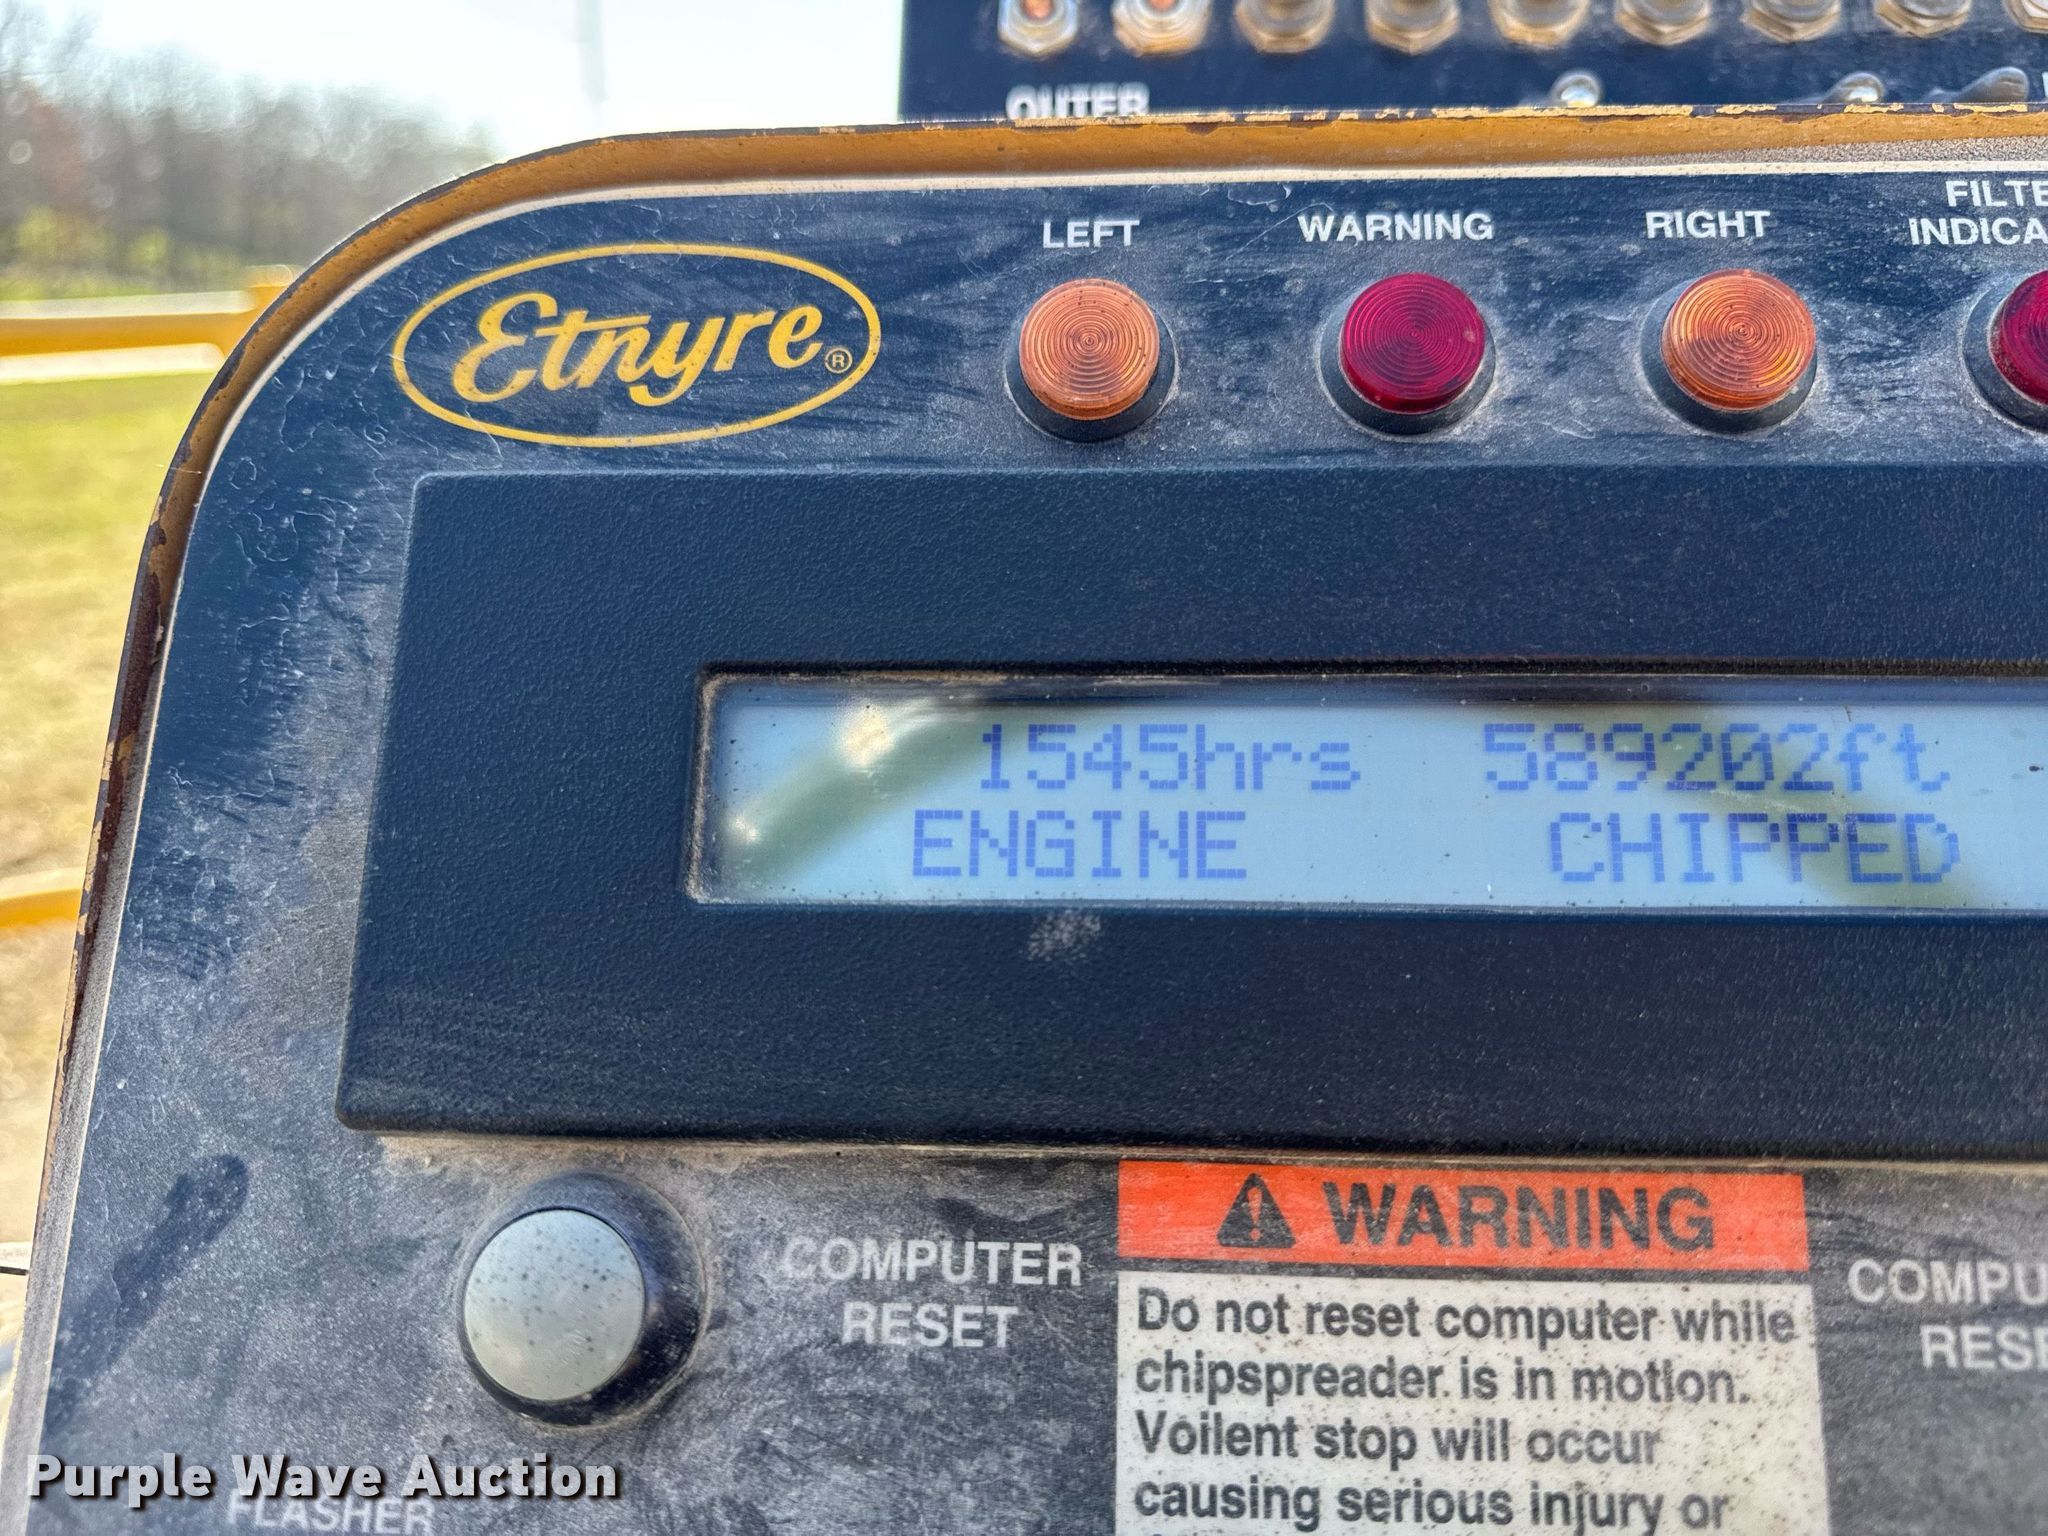 OUTER
LEFT WARNING RIGHT
FILTE
INDICA
Etnyre®
1545hrs 589202ft
ENGINE CHIPPED
COMPUTER
RESET
WARNING
Do not reset computer while
chipspreader is in motion.
Voilent stop will occur
causing serious injury or
COMPU
RESE
Purple Wave Auction
FLASHER